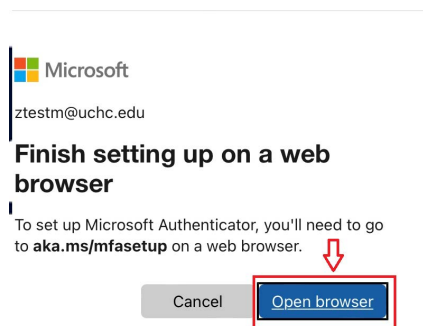 Microsoft
ztestm@uchc.edu
Finish setting up on a web
browser
To set up Microsoft Authenticator, you'll need to go
to aka.ms/mfasetup on a web browser.
Cancel Open browser